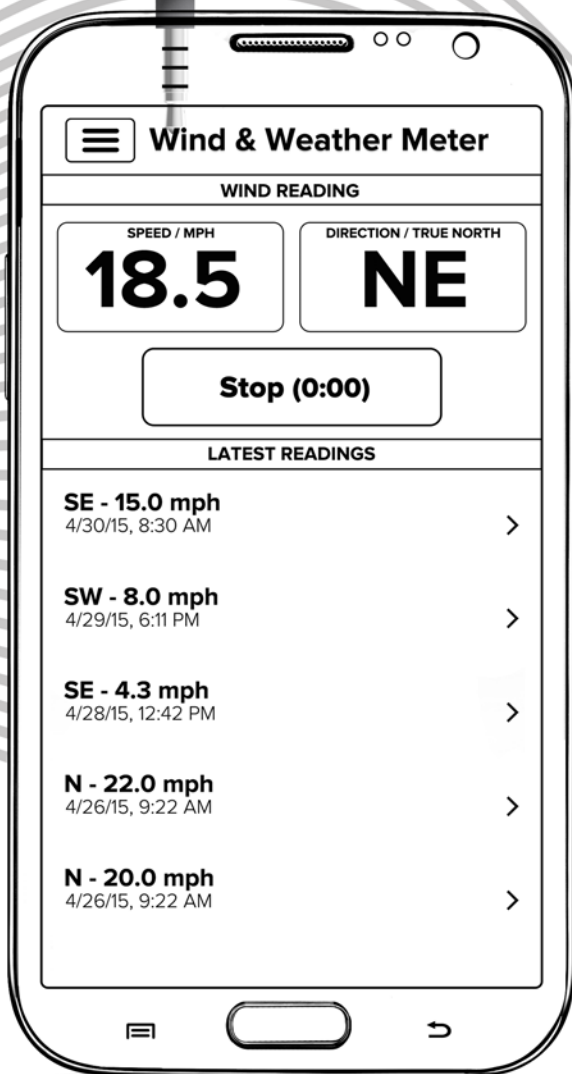 Wind & Weather Meter
WIND READING
SPEED / MPH
18.5
DIRECTION / TRUE NORTH
NE
Stop (0:00)
LATEST READINGS
SE - 15.0 mph
4/30/15, 8:30 AM
SW - 8.0 mph
4/29/15, 6:11 PM
SE - 4.3 mph
4/28/15, 12:42 PM
N - 22.0 mph
4/26/15, 9:22 AM
N - 20.0 mph
4/26/15, 9:22 AM